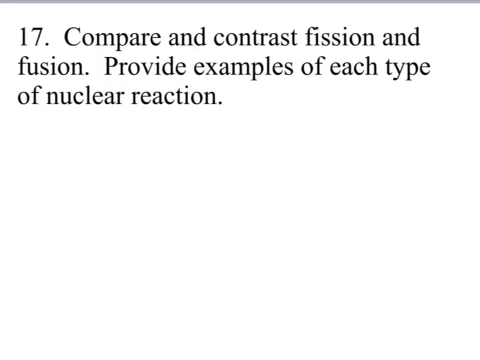 17.  Compare and contrast fission and
fusion.  Provide examples of each type
of nuclear reaction.